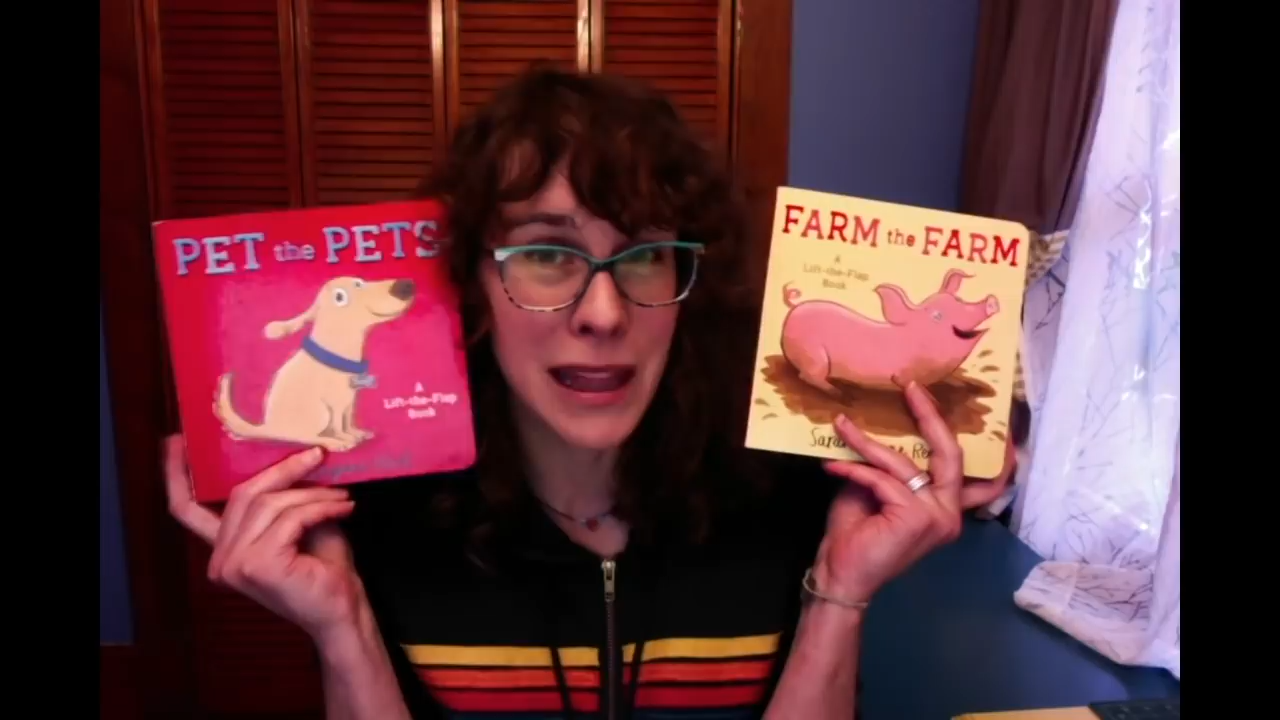 PET the PETS
A
Lift-the-Flap
Book
FARM the FARM
A
Lift-the-Flap
Book